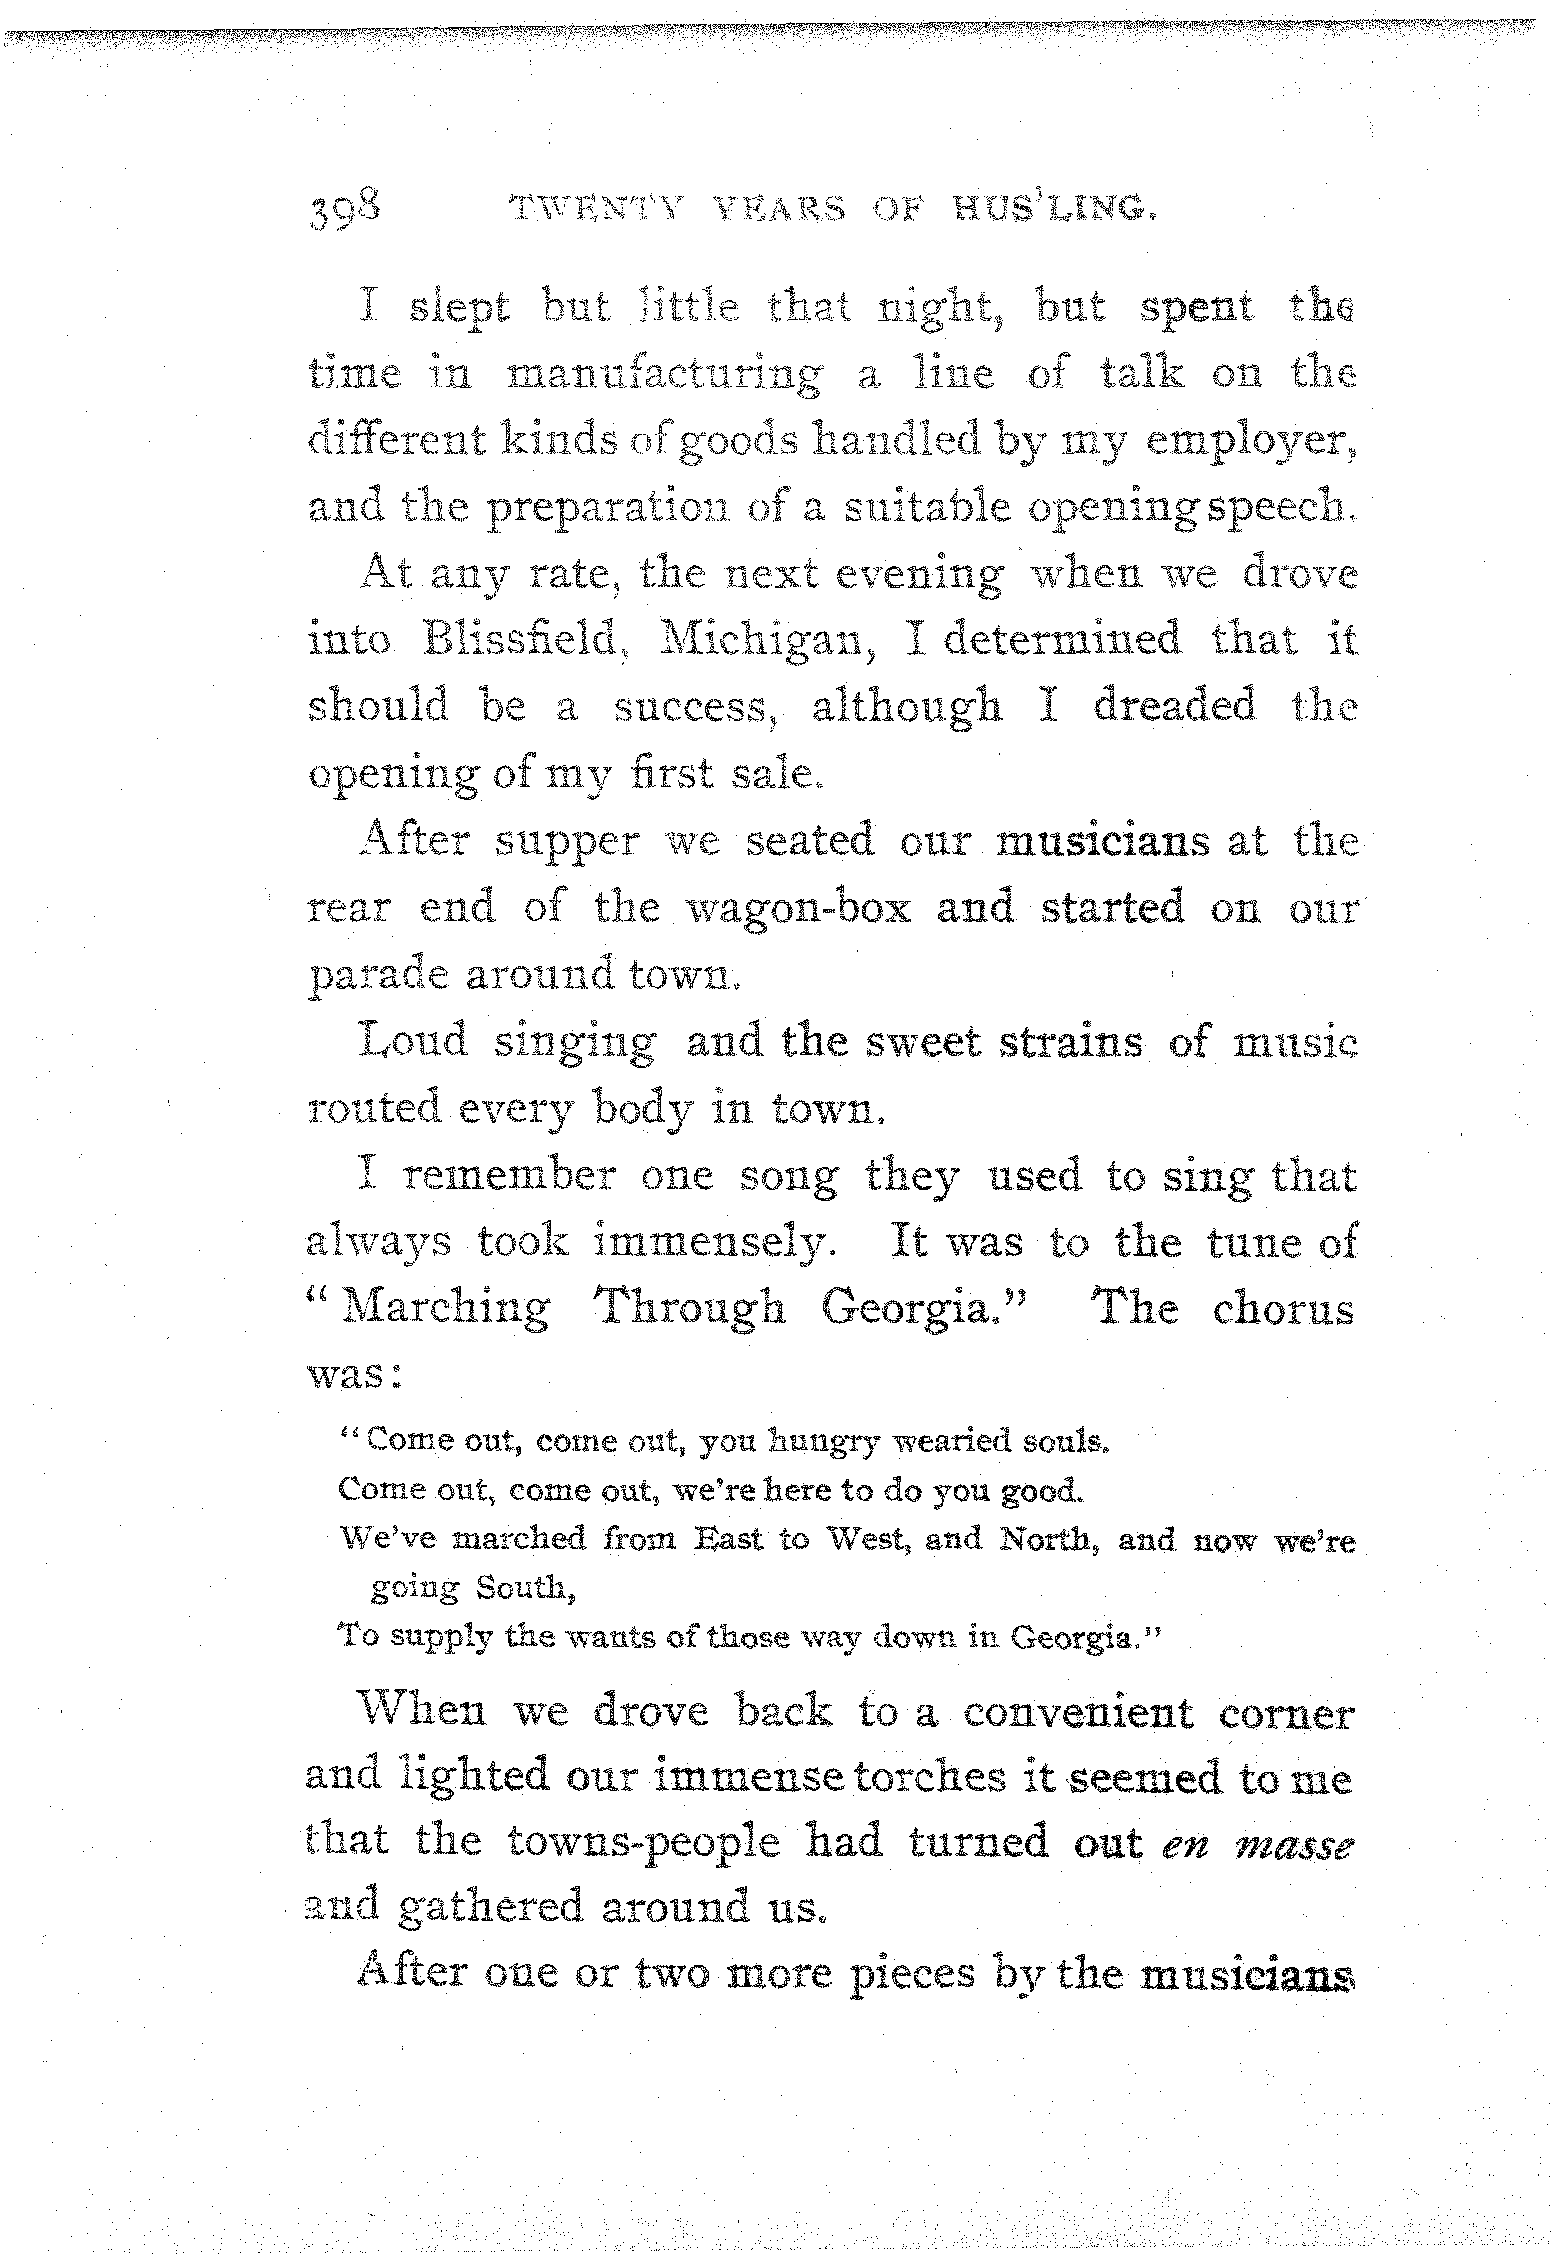 398 TWENTY YEARS OF HUS'LING.
I slept but little that night, but spent the
time in manufacturing a line of talk on the
different kinds of goods handled by my employer,
and the preparation of a suitable opening speech.
At any rate, the next evening when we drove
into Blissfield, Michigan, I determined that it
should be a success, although I dreaded the
opening of my first sale.
After supper we seated our musicians at the
rear end of the wagon-box and started on our
parade around town.
Loud singing and the sweet strains of music
routed every body in town.
I remember one song they used to sing that
always took immensely. It was to the tune of
“Marching Through Georgia.” The chorus
was:
“Come out, come out, you hungry wearied souls.
Come out, come out, we're here to do you good.
We've marched from East to West, and North, and now we're
going South,
To supply the wants of those way down in Georgia.”
When we drove back to a convenient corner
and lighted our immense torches it seemed to me
that the towns-people had turned out en masse
and gathered around us.
After one or two more pieces by the musicians